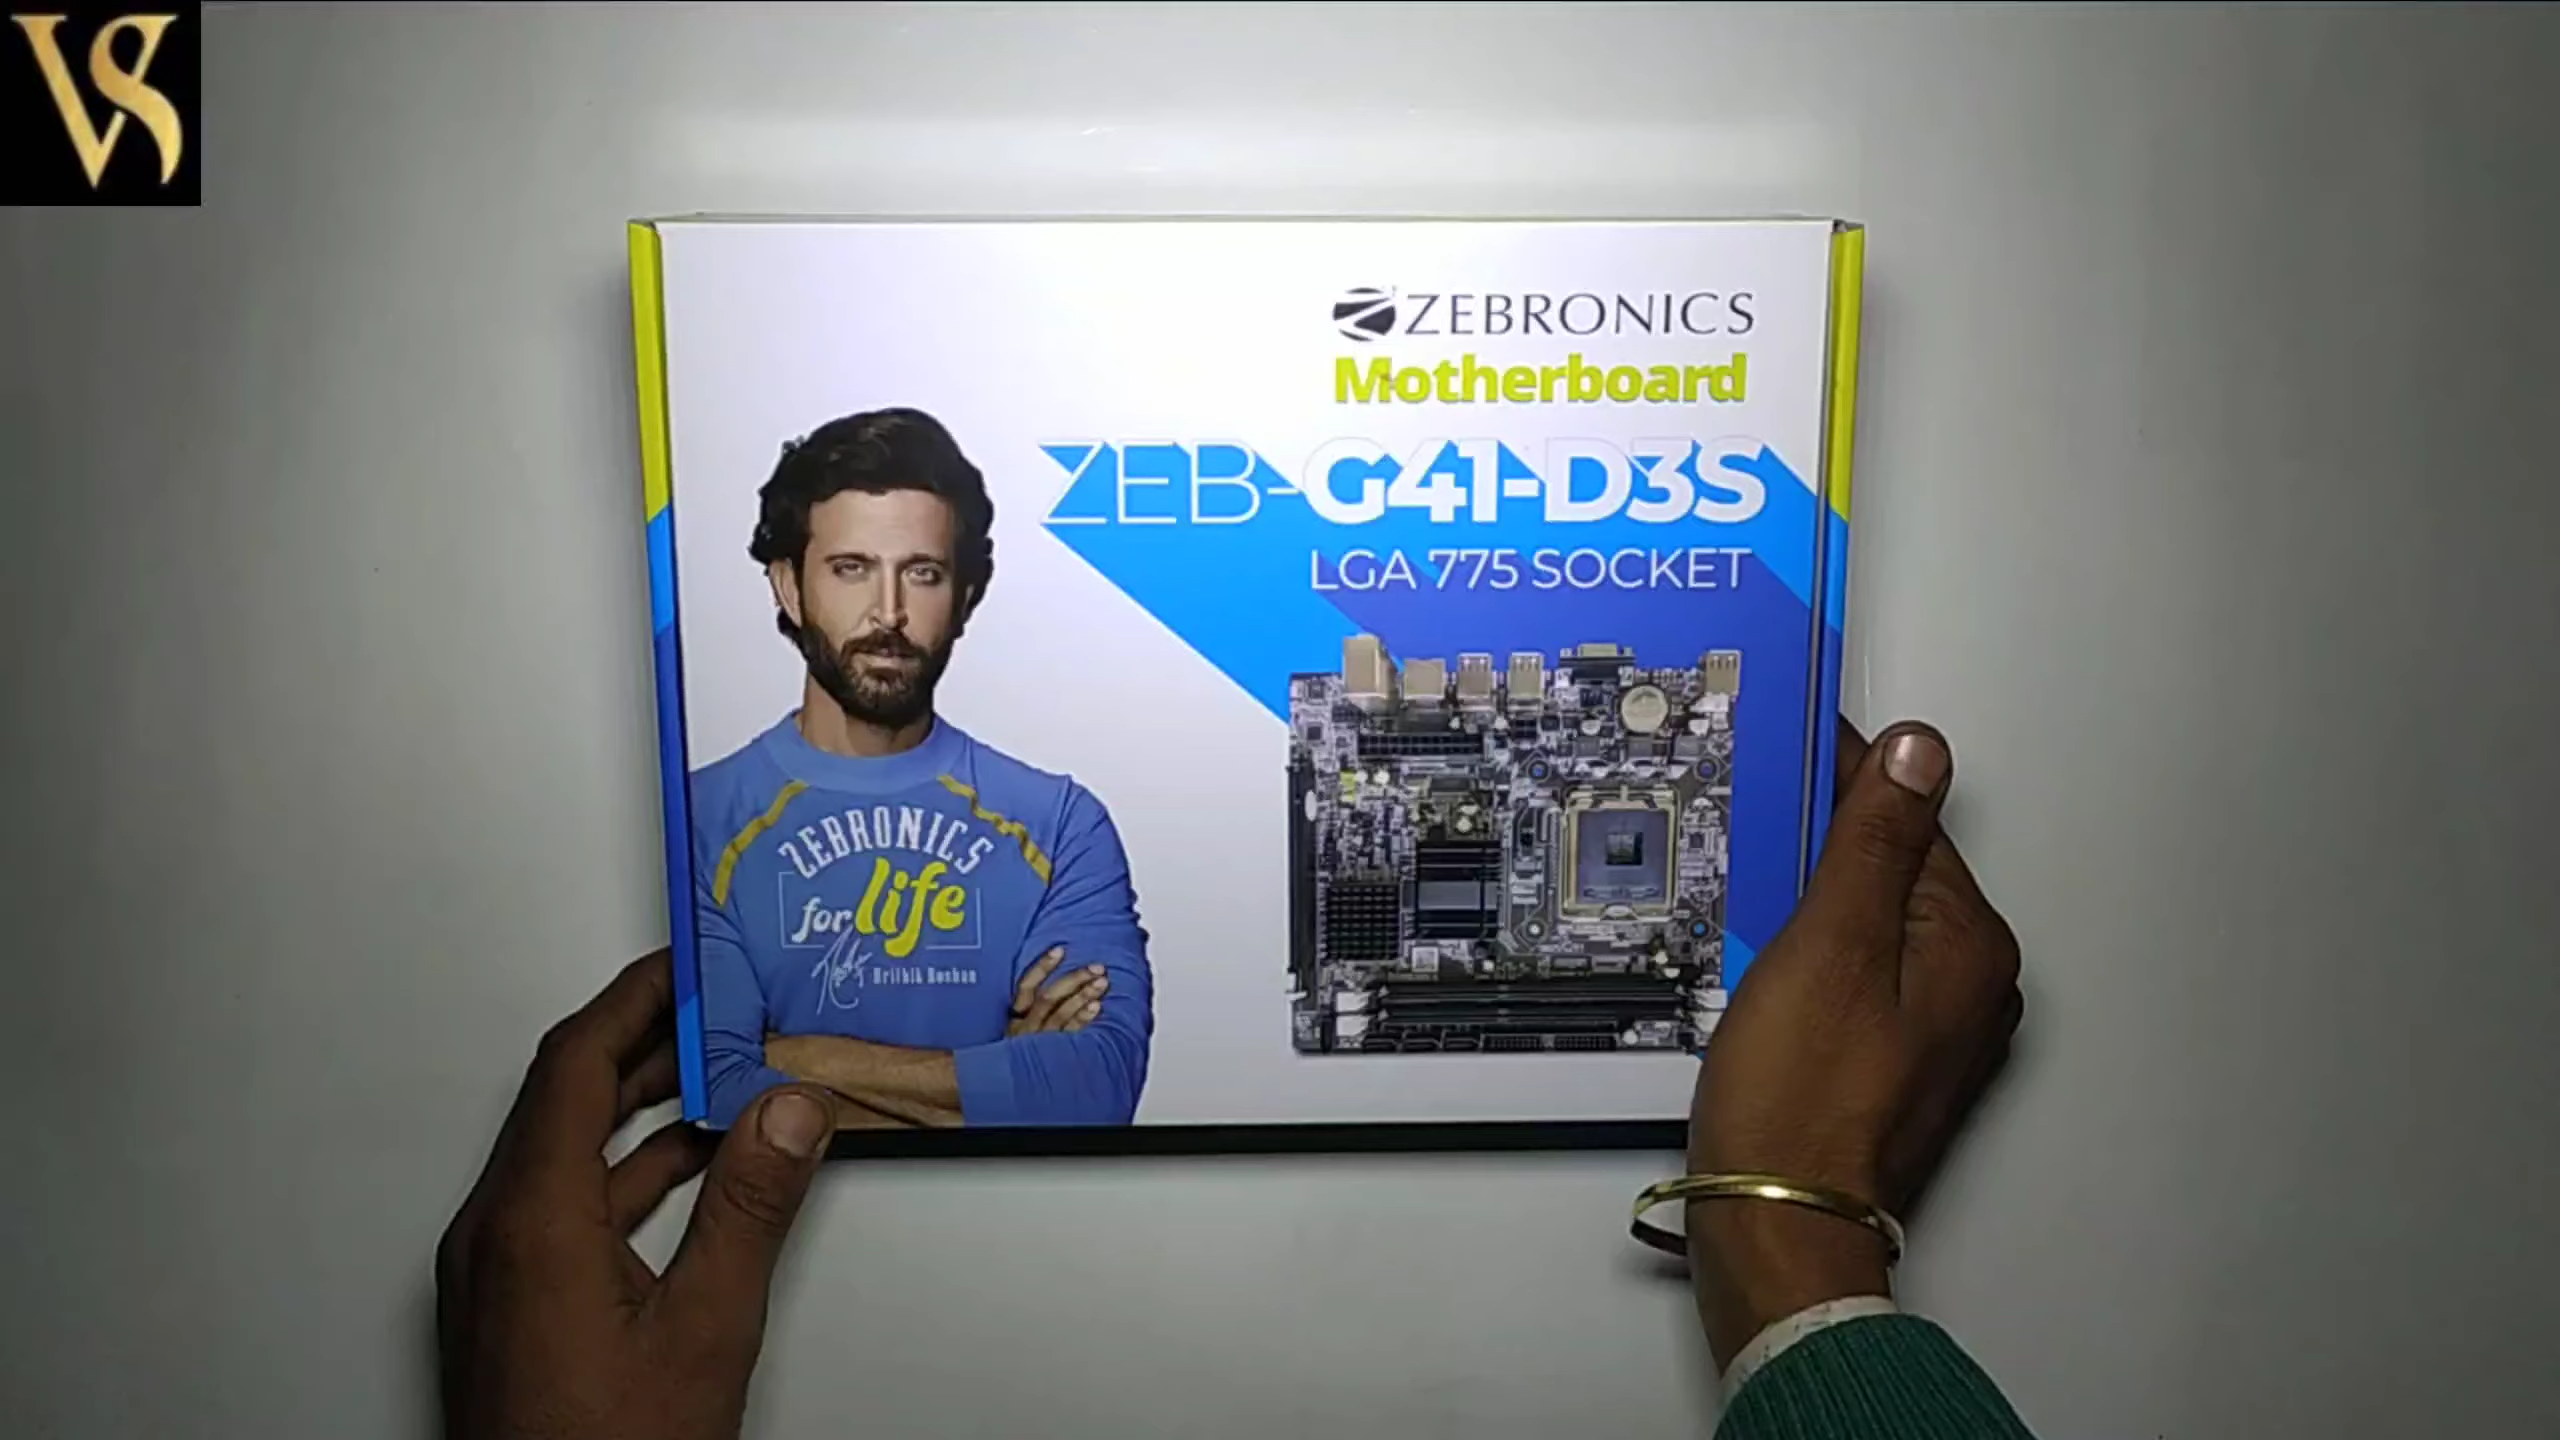 VS
ZEBRONICS
Motherboard
ZEB-G41-D3S
LGA 775 SOCKET
ZEBRONICS
for life
Hrithik Roshan